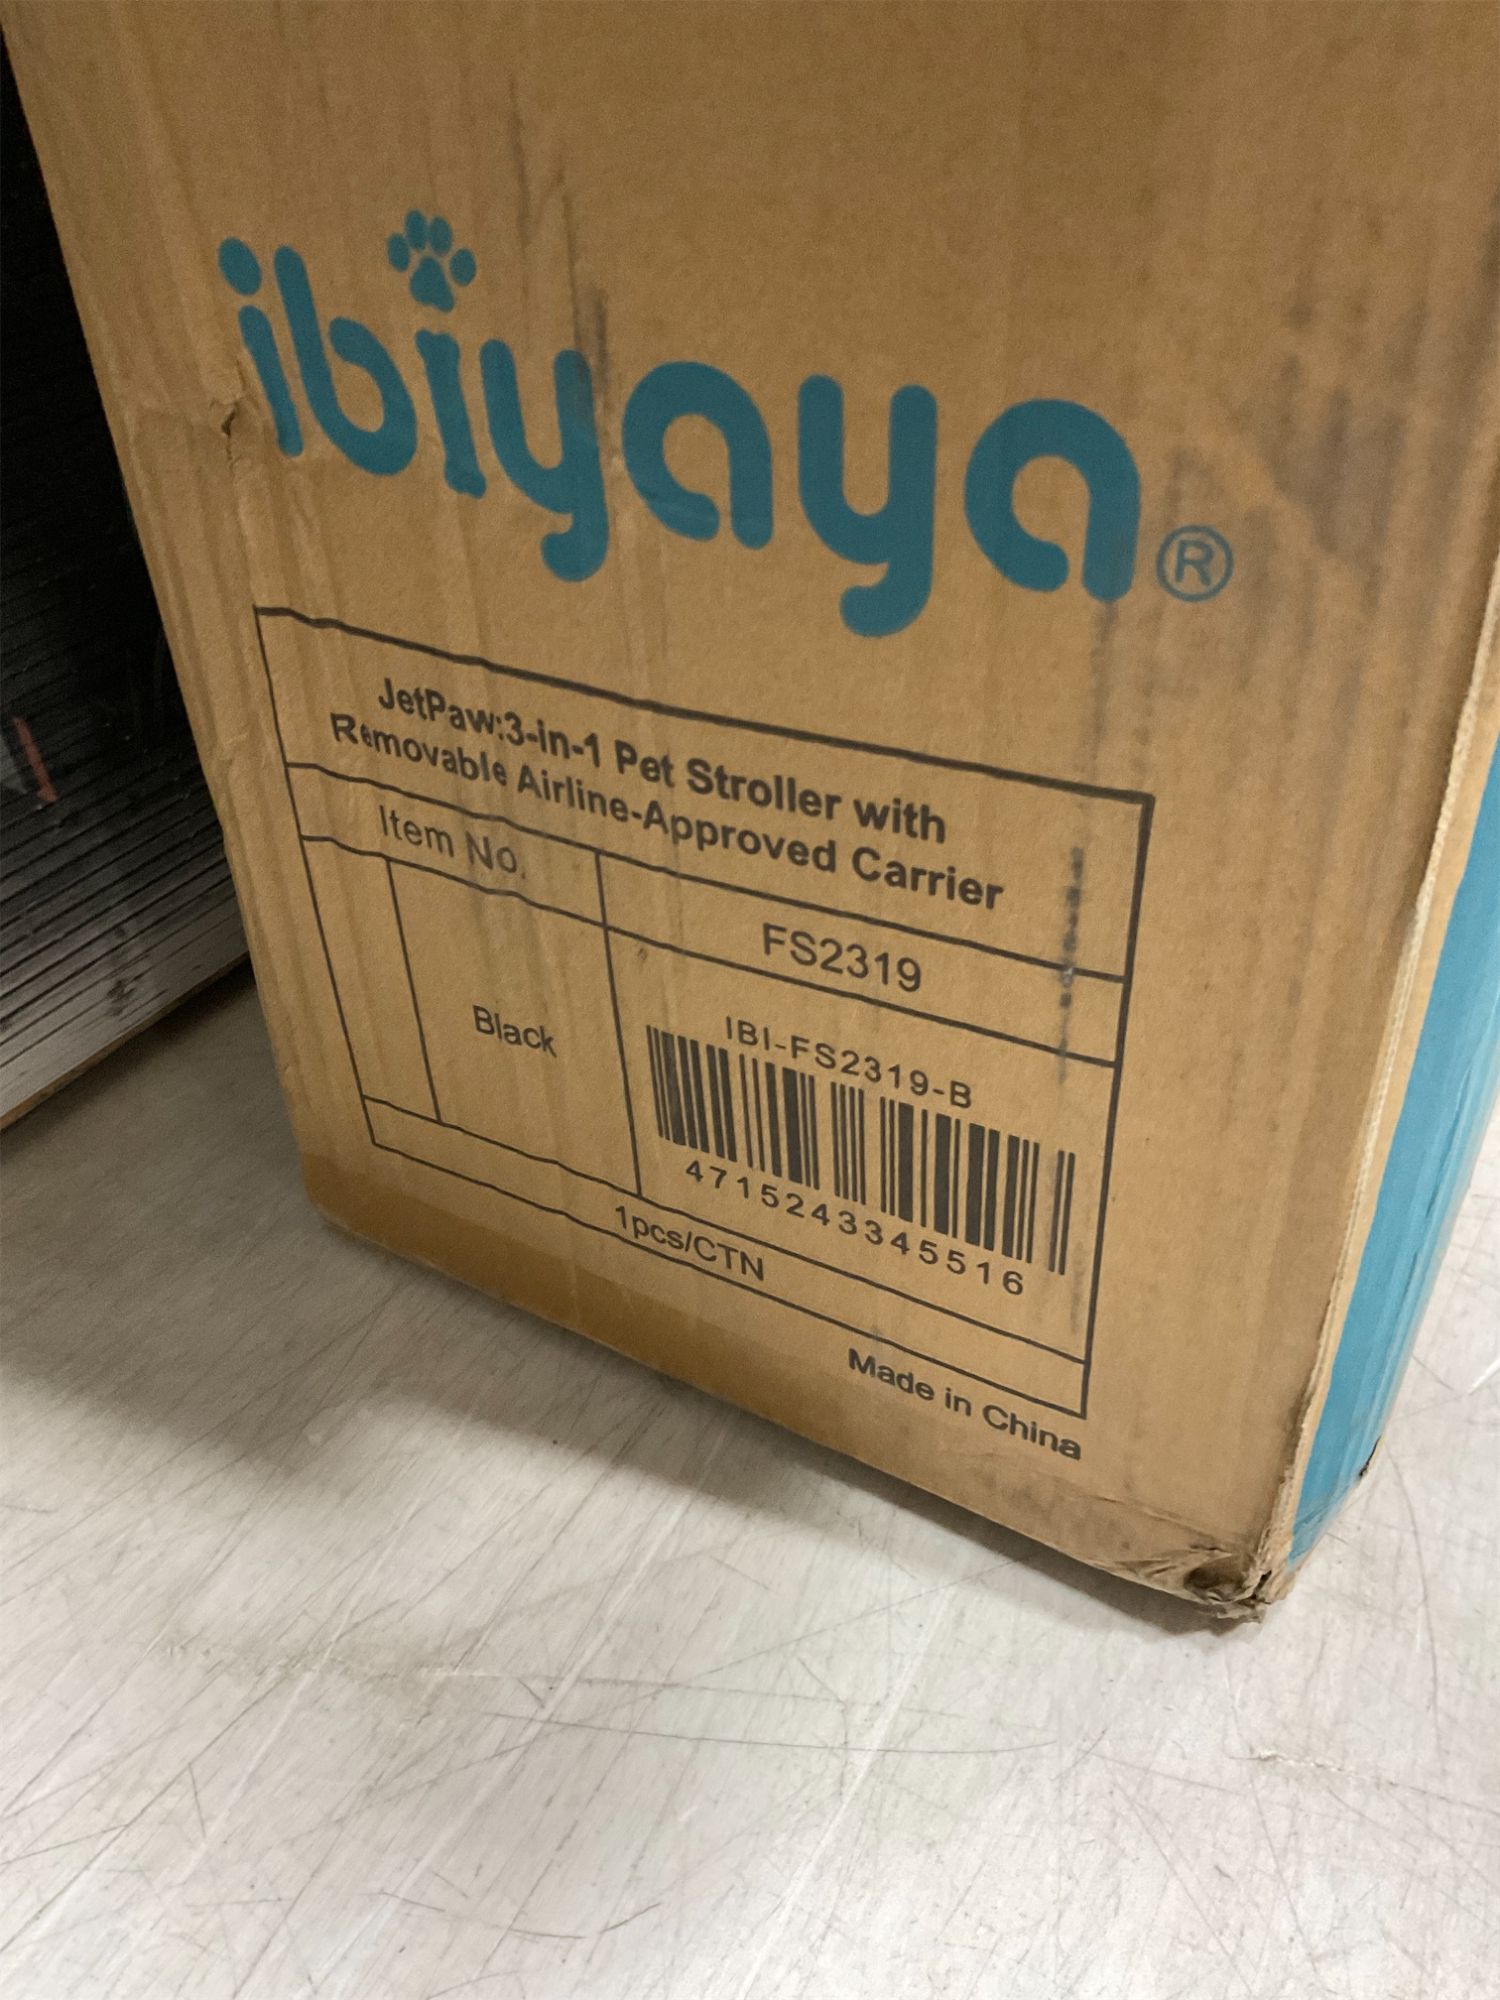 ibiyaya®
JetPaw:3-in-1 Pet Stroller with
Removable Airline-Approved Carrier
Item No.
FS2319
Black
IBI-FS2319-B
4715243345516
1pcs/CTN
Made in China